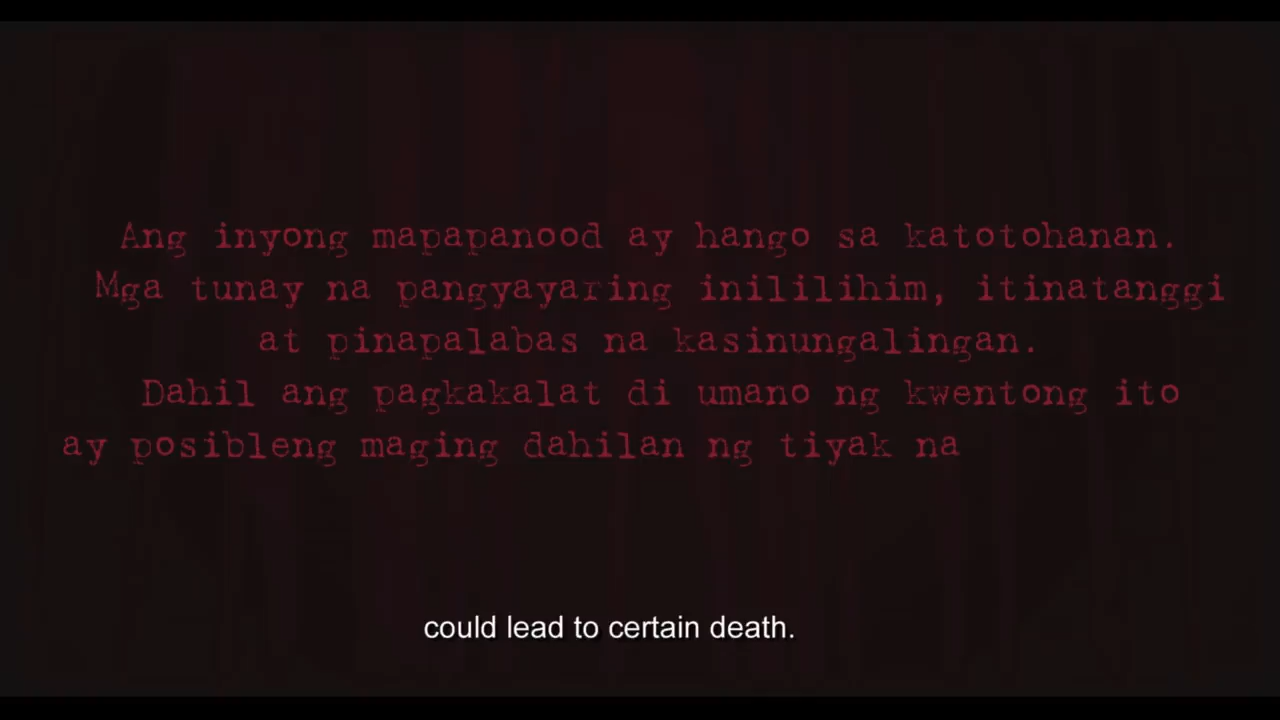 Ang inyong mapapanood ay hango sa katotohanan.
Mga tunay na pangyayaring inililihim, itinatanggi
at pinapalabas na kasinungalingan.
Dahil ang pagkakalat di umano ng kwentong ito
ay posibleng maging dahilan ng tiyak na
could lead to certain death.